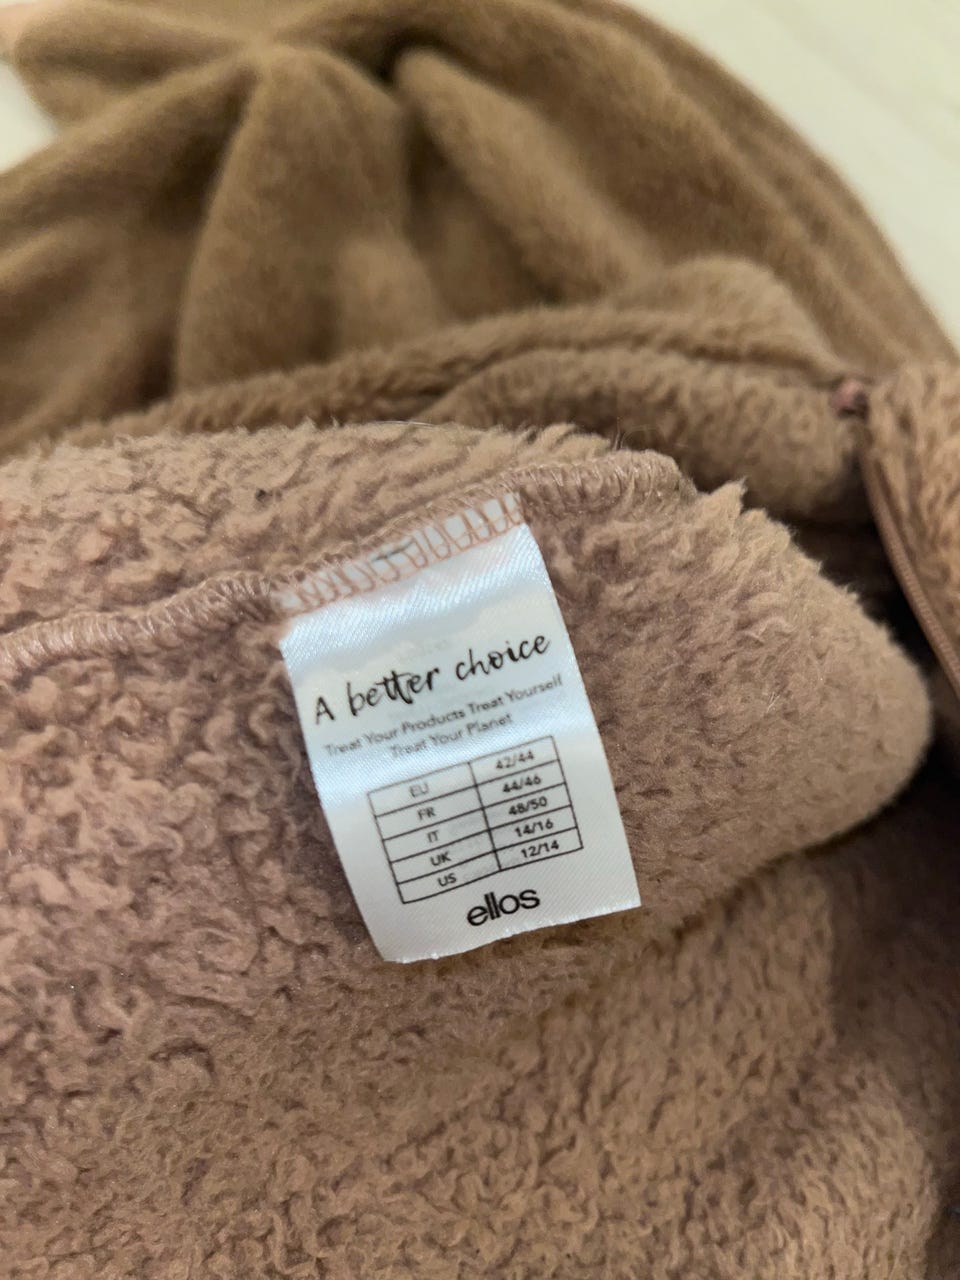 A better choice
Treat Your Products Treat Yourself
Treat Your Planet
EU 42/44
FR 44/46
IT 48/50
UK 14/16
US 12/14
ellos